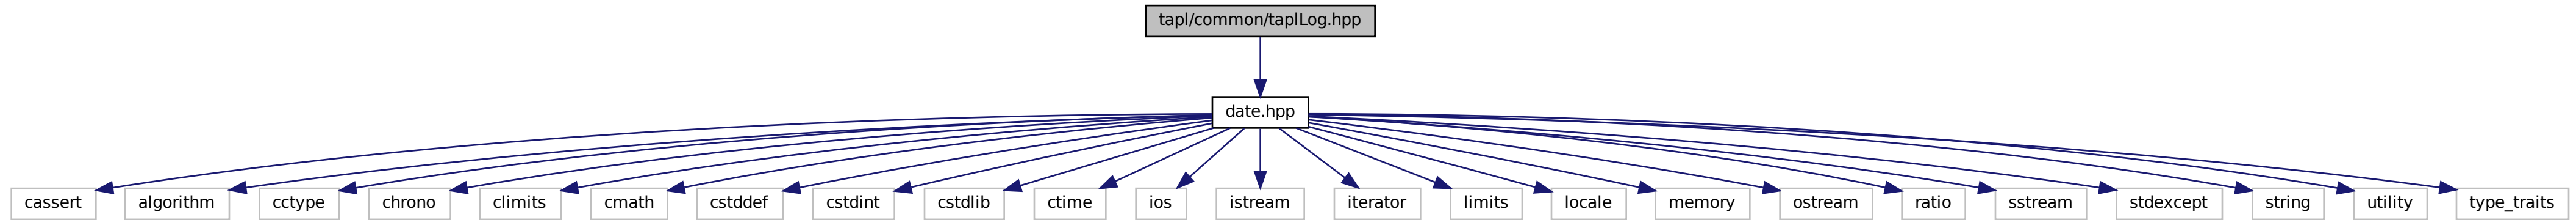 tapl/common/taplLog.hpp
date.hpp
cassert algorithm cctype chrono climits cmath cstddef cstdint cstdlib ctime ios istream iterator limits locale memory ostream ratio sstream stdexcept string utility type_traits